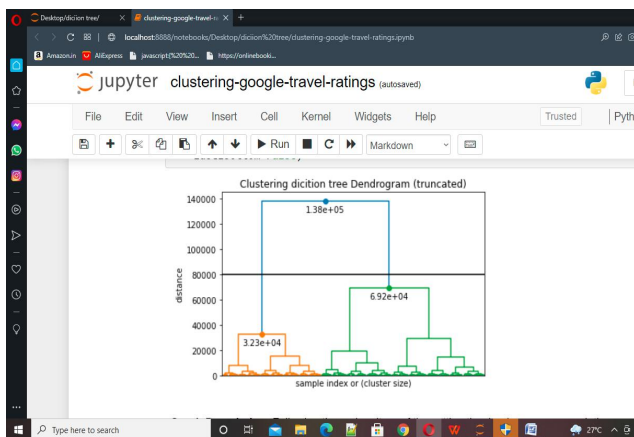 Desktop/diciion tree/
clustering-google-travel-ra
localhost:8888/notebooks/Desktop/diciion%20tree/clustering-google-travel-ratings.ipynb
Amazon.in AliExpress javascript(%20%20... https://onlinebooki...
jupyter clustering-google-travel-ratings (autosaved)
File Edit View Insert Cell Kernel Widgets Help Trusted Pyth
Run Markdown
Clustering dicition tree Dendrogram (truncated)
140000
120000
100000
80000
60000
40000
20000
0
distance
1.38e+05
6.92e+04
3.23e+04
sample index or (cluster size)
Type here to search 27°C